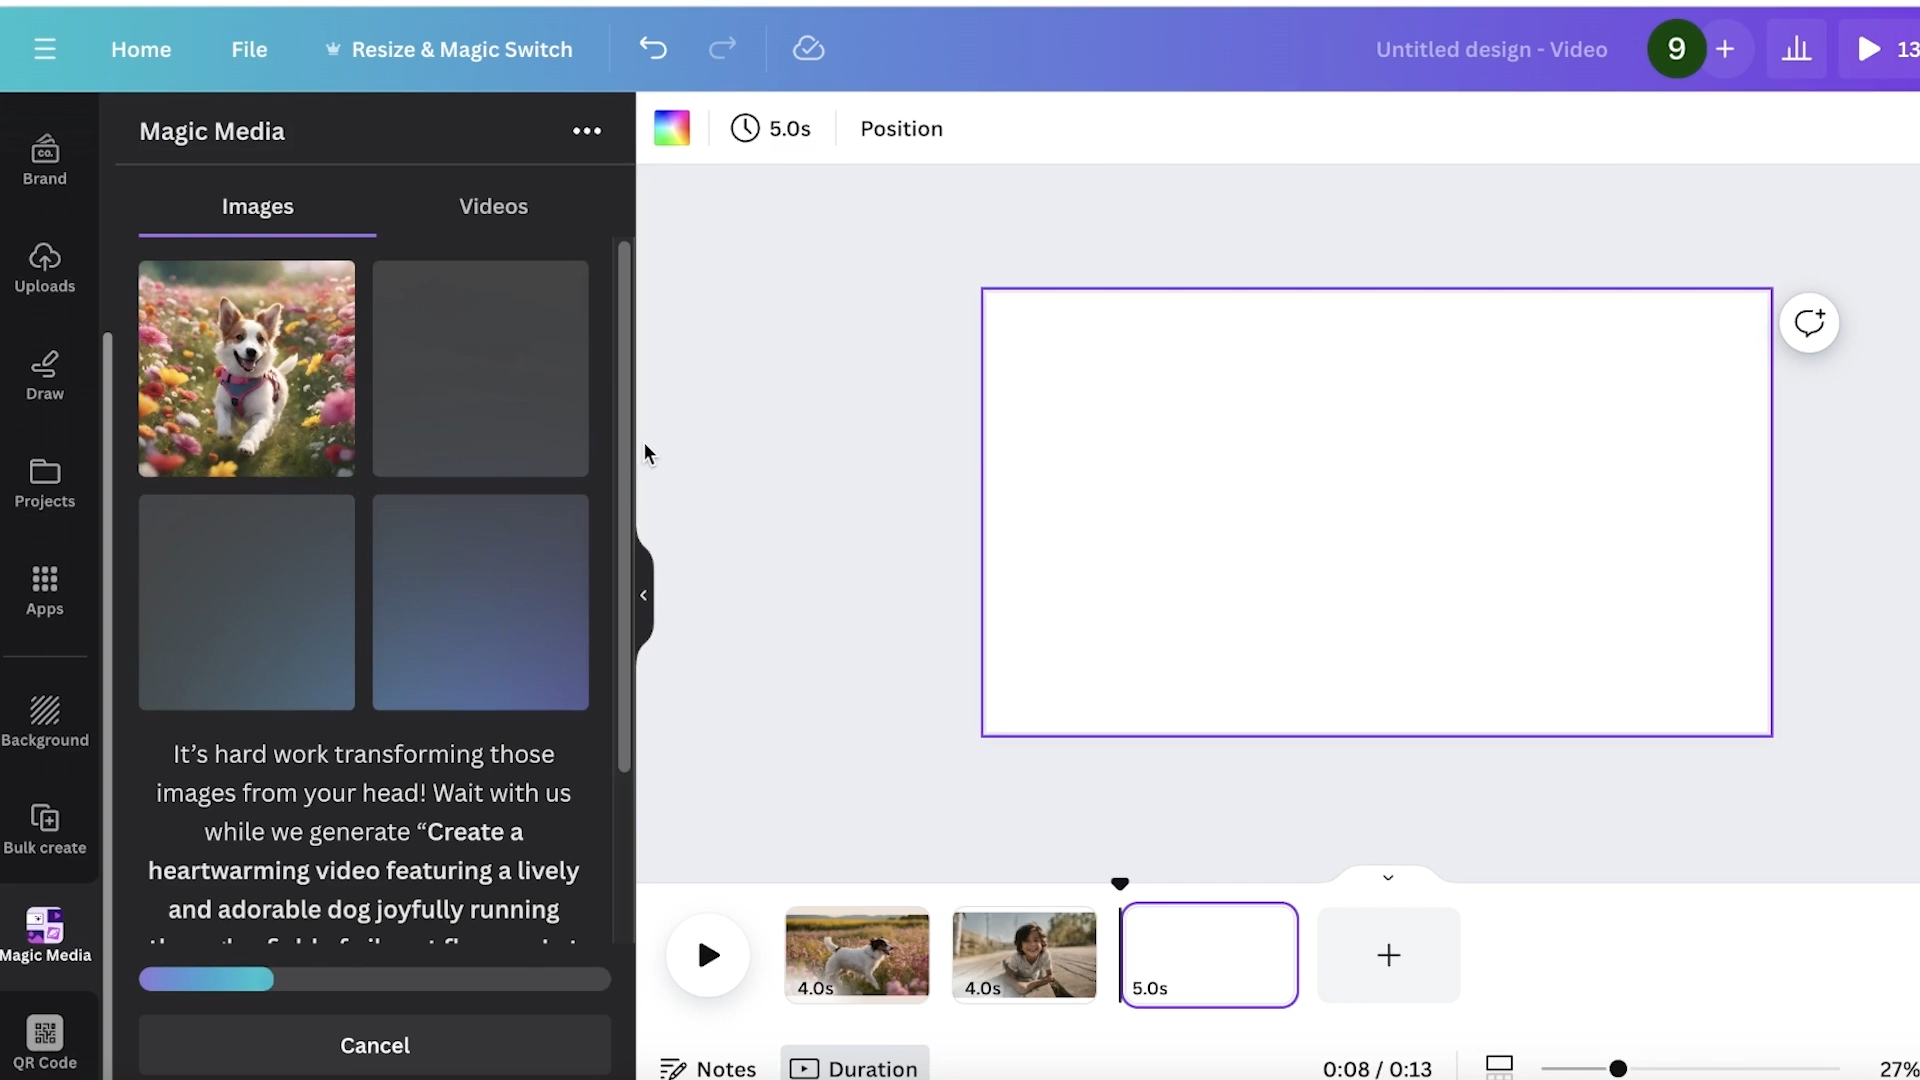 Home
File
Resize & Magic Switch
Untitled design - Video
9
13
CO.
Brand
Uploads
Draw
Projects
Apps
Background
Bulk create
Magic Media
QR Code
Magic Media
Images
Videos
It's hard work transforming those
images from your head! Wait with us
while we generate “Create a
heartwarming video featuring a lively
and adorable dog joyfully running
Cancel
5.0s
Position
4.0s
4.0s
5.0s
Notes
Duration
0:08 / 0:13
27%